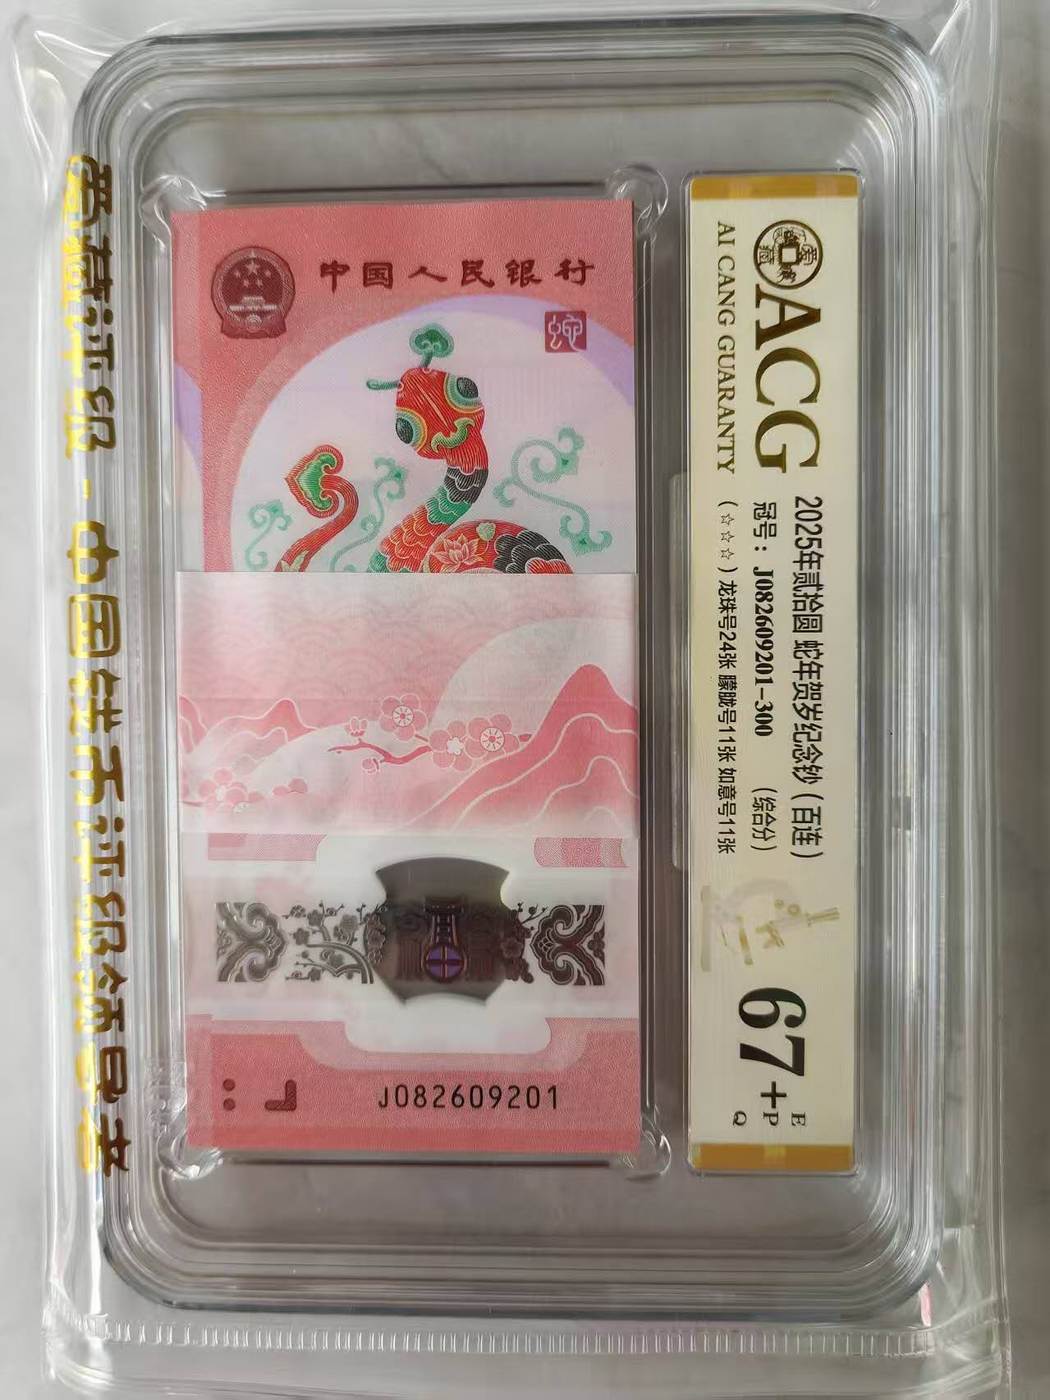 爱藏评级-中国钱币评级领导者
中国人民银行
蛇
J082609201
ACG
AI CANG GUARANTY
2025年贰拾圆 蛇年贺岁纪念钞（百连）
冠号：J082609201-300 （综合分）
（☆☆☆）龙珠号24张 朦胧号11张 如意号11张
67+
E
P
Q